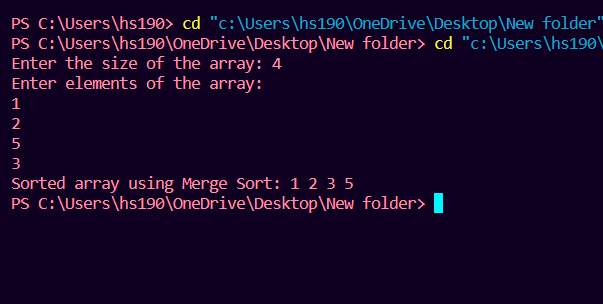 PS C:\Users\hs190> cd "c:\Users\hs190\OneDrive\Desktop\New folder"
PS C:\Users\hs190\OneDrive\Desktop\New folder> cd "c:\Users\hs190\
Enter the size of the array: 4
Enter elements of the array:
1
2
5
3
Sorted array using Merge Sort: 1 2 3 5
PS C:\Users\hs190\OneDrive\Desktop\New folder>